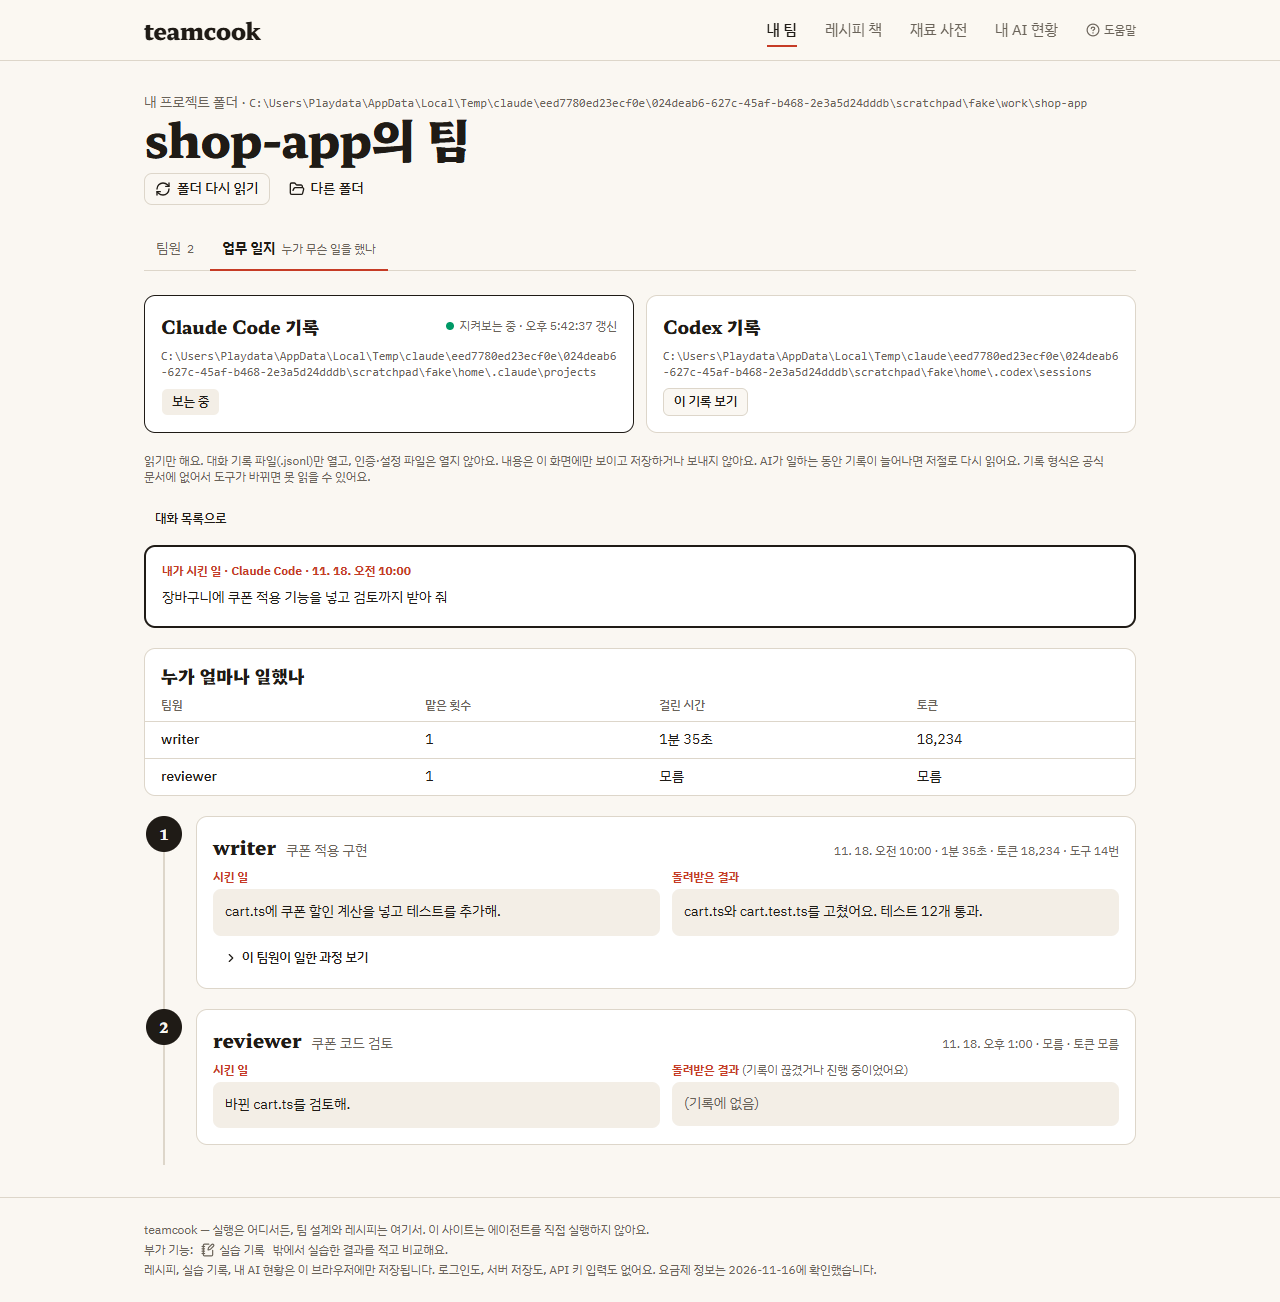 teamcook
내 팀 레시피 책 재료 사전 내 AI 현황 도움말
내 프로젝트 폴더 · C:\Users\Playdata\AppData\Local\Temp\claude\eed7780ed23ecf0e\024deab6-627c-45af-b468-2e3a5d24dddb\scratchpad\fake\work\shop-app
shop-app의 팀
폴더 다시 읽기 다른 폴더
팀원 2 업무 일지 누가 무슨 일을 했나
Claude Code 기록 지켜보는 중 · 오후 5:42:37 갱신
C:\Users\Playdata\AppData\Local\Temp\claude\eed7780ed23ecf0e\024deab6
-627c-45af-b468-2e3a5d24dddb\scratchpad\fake\home\.claude\projects
보는 중
Codex 기록
C:\Users\Playdata\AppData\Local\Temp\claude\eed7780ed23ecf0e\024deab6
-627c-45af-b468-2e3a5d24dddb\scratchpad\fake\home\.codex\sessions
이 기록 보기
읽기만 해요. 대화 기록 파일(.jsonl)만 열고, 인증·설정 파일은 열지 않아요. 내용은 이 화면에만 보이고 저장하거나 보내지 않아요. AI가 일하는 동안 기록이 늘어나면 저절로 다시 읽어요. 기록 형식은 공식
문서에 없어서 도구가 바뀌면 못 읽을 수 있어요.
대화 목록으로
내가 시킨 일 · Claude Code · 11. 18. 오전 10:00
장바구니에 쿠폰 적용 기능을 넣고 검토까지 받아 줘
누가 얼마나 일했나
팀원 맡은 횟수 걸린 시간 토큰
writer 1 1분 35초 18,234
reviewer 1 모름 모름
1
writer 쿠폰 적용 구현 11. 18. 오전 10:00 · 1분 35초 · 토큰 18,234 · 도구 14번
시킨 일 돌려받은 결과
cart.ts에 쿠폰 할인 계산을 넣고 테스트를 추가해. cart.ts와 cart.test.ts를 고쳤어요. 테스트 12개 통과.
이 팀원이 일한 과정 보기
2
reviewer 쿠폰 코드 검토 11. 18. 오후 1:00 · 모름 · 토큰 모름
시킨 일 돌려받은 결과 (기록이 끊겼거나 진행 중이었어요)
바뀐 cart.ts를 검토해. (기록에 없음)
teamcook — 실행은 어디서든, 팀 설계와 레시피는 여기서. 이 사이트는 에이전트를 직접 실행하지 않아요.
부가 기능: 실습 기록 밖에서 실습한 결과를 적고 비교해요.
레시피, 실습 기록, 내 AI 현황은 이 브라우저에만 저장됩니다. 로그인도, 서버 저장도, API 키 입력도 없어요. 요금제 정보는 2026-11-16에 확인했습니다.